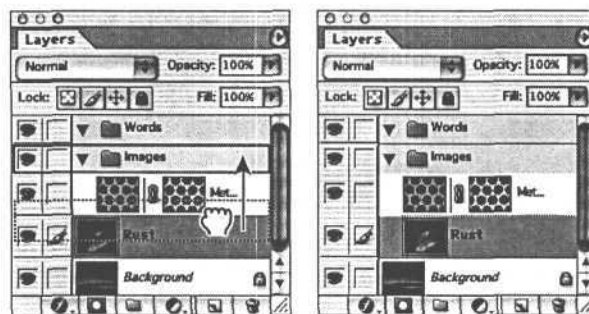 Layers
Normal Opacity: 100%
Lock: Fill: 100%
Words
Images
Met...
Rust
Background
Layers
Normal Opacity: 100%
Lock: Fill: 100%
Words
Images
Met...
Rust
Background